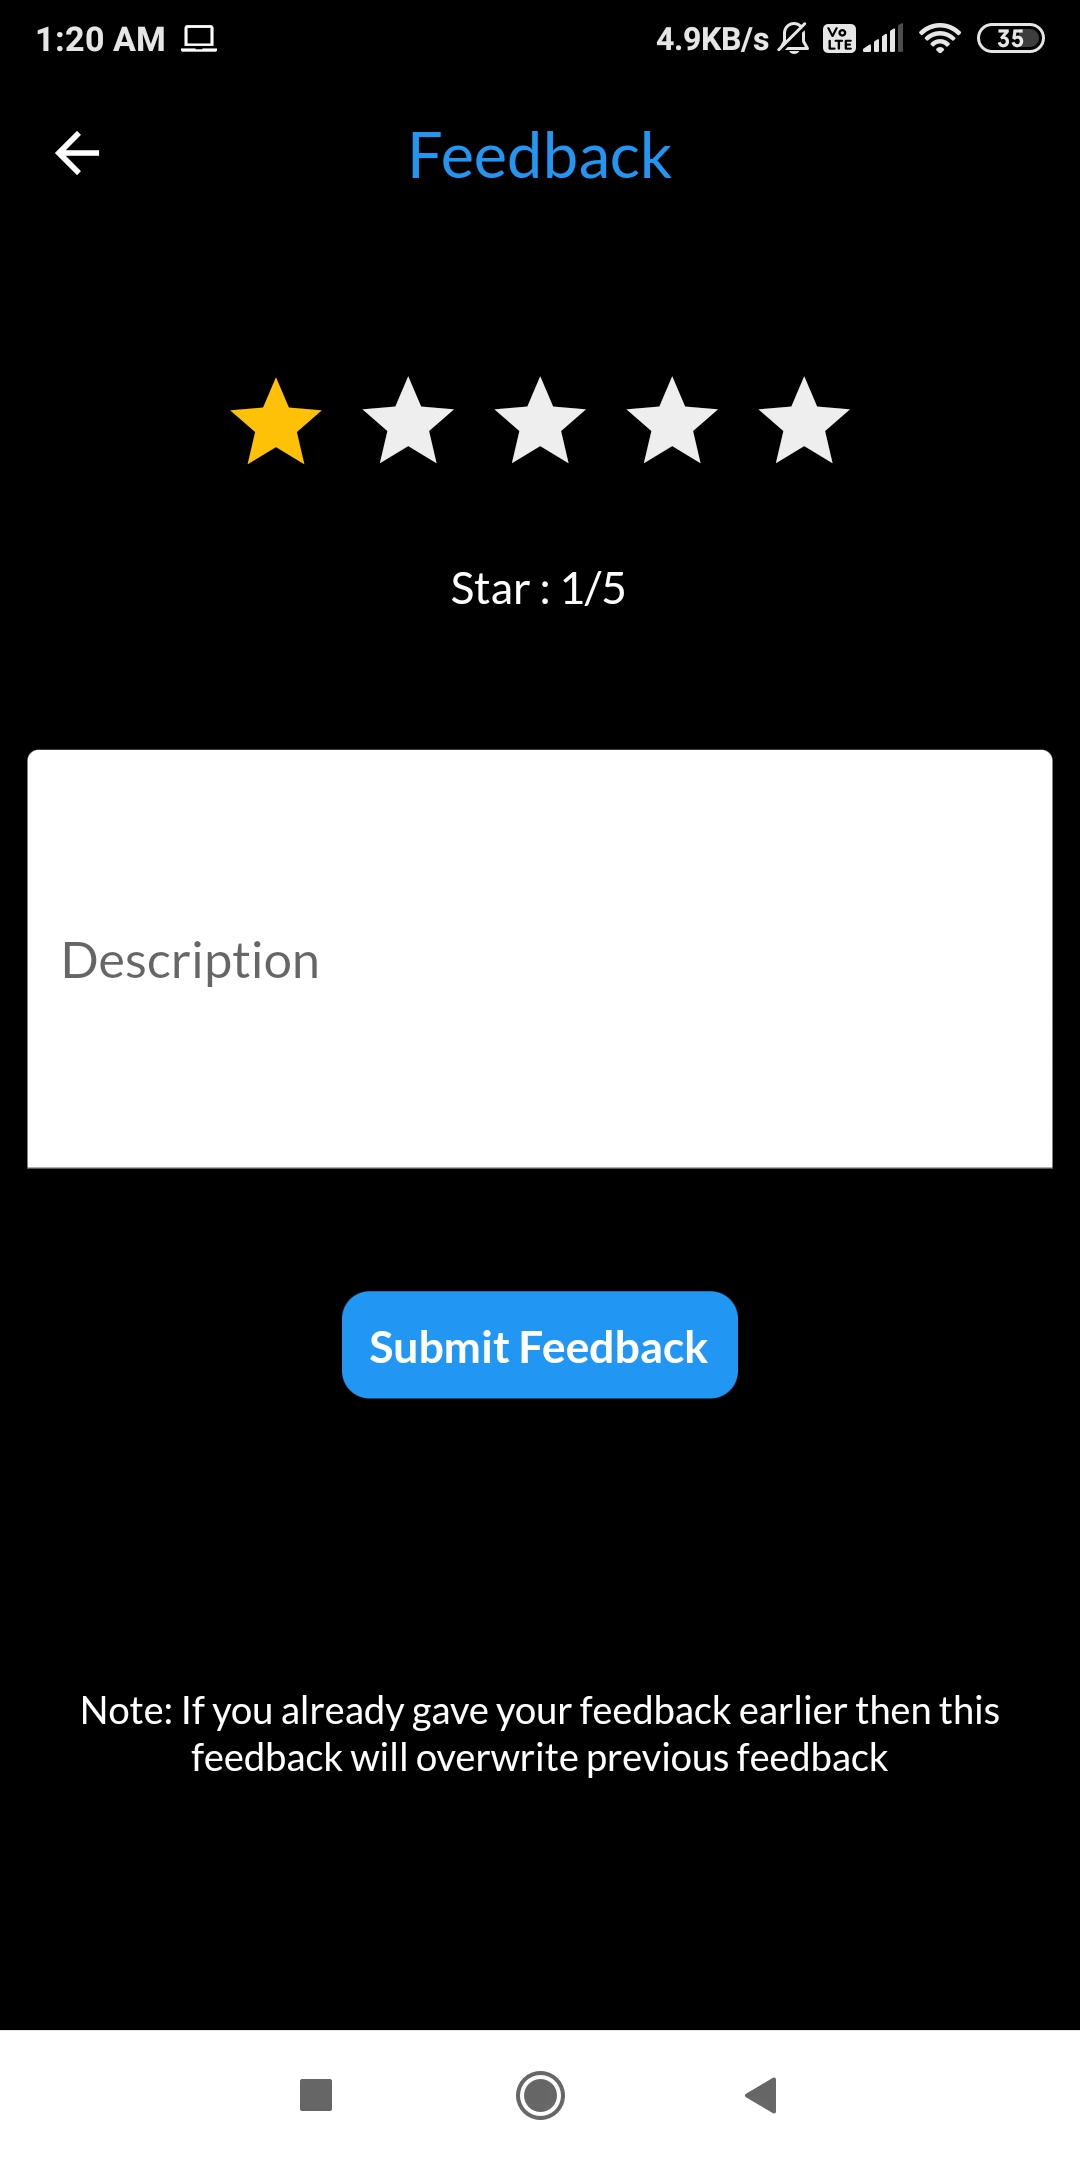 1:20 AM 4.9KB/s Vo LTE 35
Feedback
Star : 1/5
Description
Submit Feedback
Note: If you already gave your feedback earlier then this
feedback will overwrite previous feedback